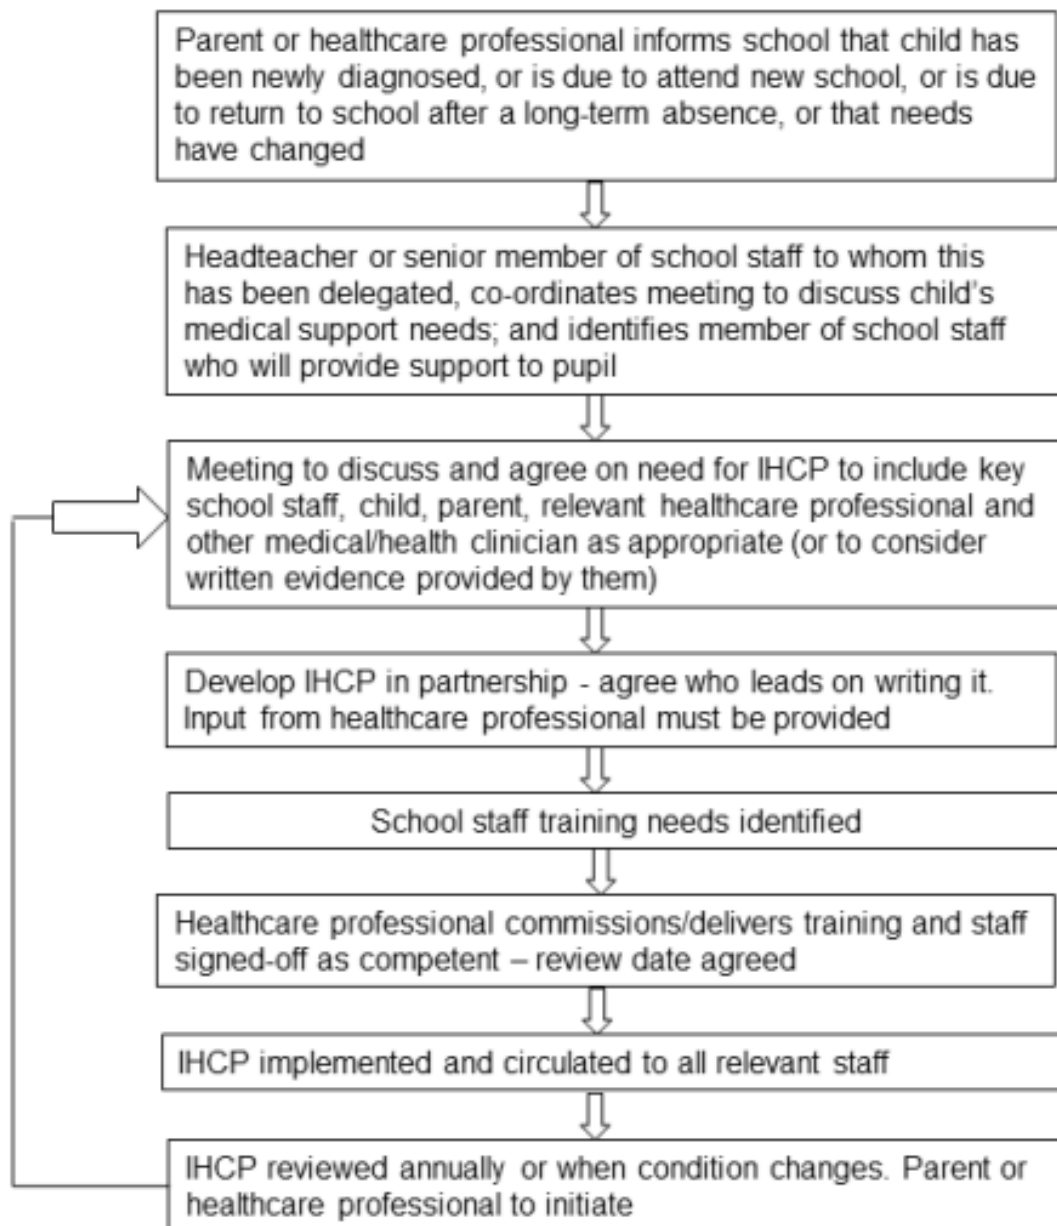 Parent or healthcare professional informs school that child has
been newly diagnosed, or is due to attend new school, or is due
to return to school after a long-term absence, or that needs
have changed
Headteacher or senior member of school staff to whom this
has been delegated, co-ordinates meeting to discuss child's
medical support needs; and identifies member of school staff
who will provide support to pupil
Meeting to discuss and agree on need for IHCP to include key
school staff, child, parent, relevant healthcare professional and
other medical/health clinician as appropriate (or to consider
written evidence provided by them)
Develop IHCP in partnership - agree who leads on writing it.
Input from healthcare professional must be provided
School staff training needs identified
Healthcare professional commissions/delivers training and staff
signed-off as competent – review date agreed
IHCP implemented and circulated to all relevant staff
IHCP reviewed annually or when condition changes. Parent or
healthcare professional to initiate